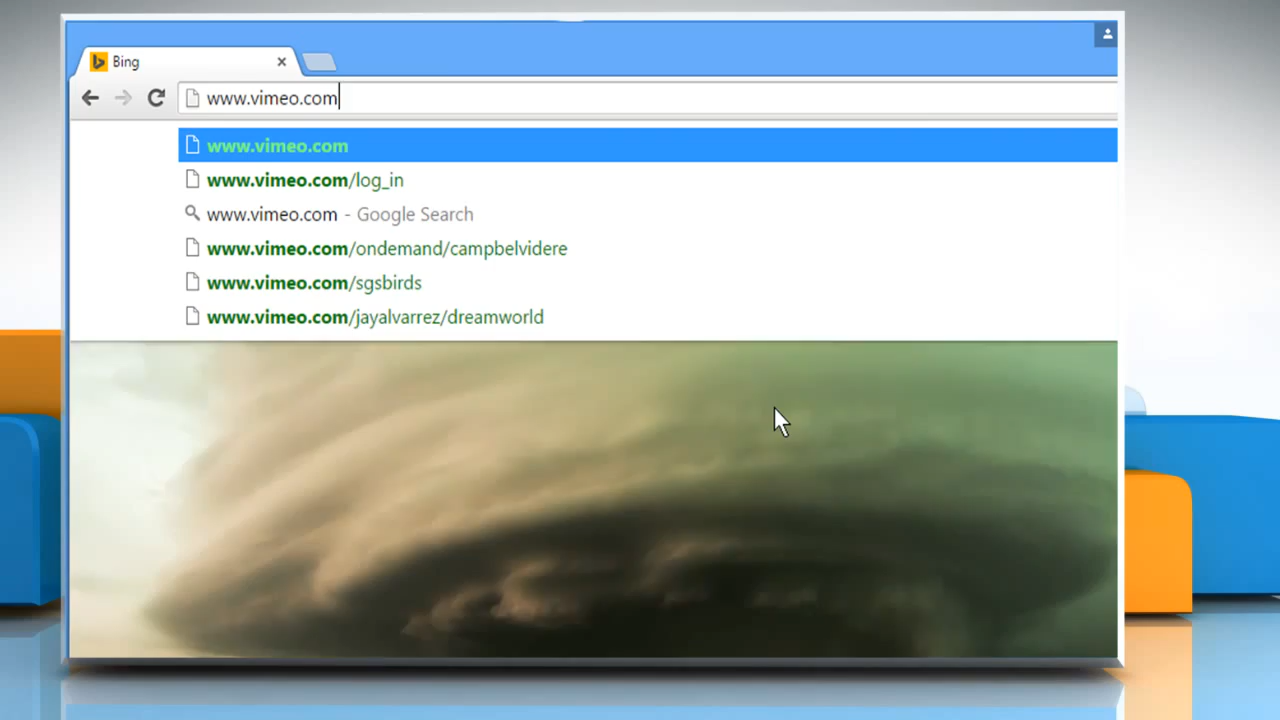 Bing
www.vimeo.com
www.vimeo.com
www.vimeo.com/log_in
www.vimeo.com - Google Search
www.vimeo.com/ondemand/campbelvidere
www.vimeo.com/sgsbirds
www.vimeo.com/jayalvarrez/dreamworld